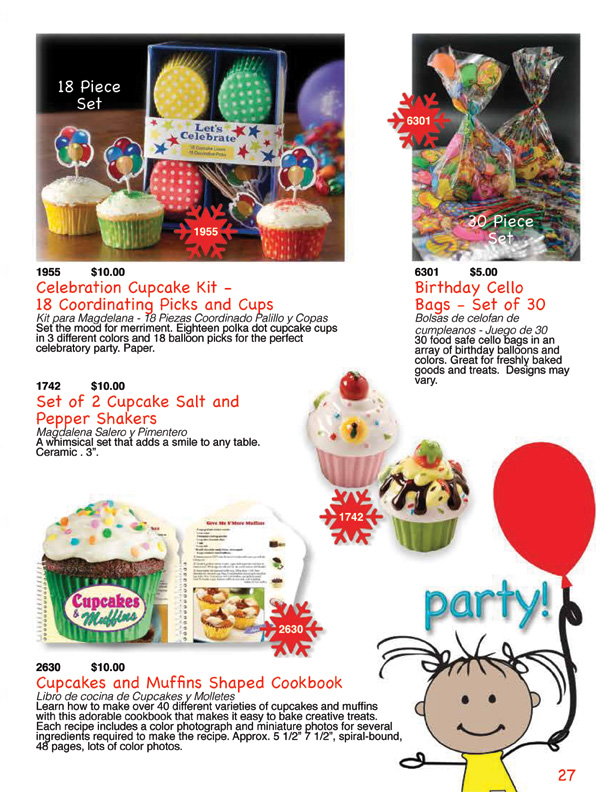 18 Piece
Set
Let's
Celebrate
1955
6301
30 Piece
Set
1955 $10.00
Celebration Cupcake Kit –
18 Coordinating Picks and Cups
Kit para Magdelana - 18 Piezas Coordinado Palillo y Copas
Set the mood for merriment. Eighteen polka dot cupcake cups
in 3 different colors and 18 balloon picks for the perfect
celebratory party. Paper.
6301 $5.00
Birthday Cello
Bags – Set of 30
Bolsas de celofan de
cumpleanos - Juego de 30
30 food safe cello bags in an
array of birthday balloons and
colors. Great for freshly baked
goods and treats. Designs may
vary.
1742 $10.00
Set of 2 Cupcake Salt and
Pepper Shakers
Magdalena Salero y Pimentero
A whimsical set that adds a smile to any table.
Ceramic . 3”.
1742
Give Me S'More Muffins
Cupcakes
& Muffins
2630
party!
2630 $10.00
Cupcakes and Muffins Shaped Cookbook
Libro de cocina de Cupcakes y Molletes
Learn how to make over 40 different varieties of cupcakes and muffins
with this adorable cookbook that makes it easy to bake creative treats.
Each recipe includes a color photograph and miniature photos for several
ingredients required to make the recipe. Approx. 5 1/2” 7 1/2”, spiral-bound,
48 pages, lots of color photos.
27